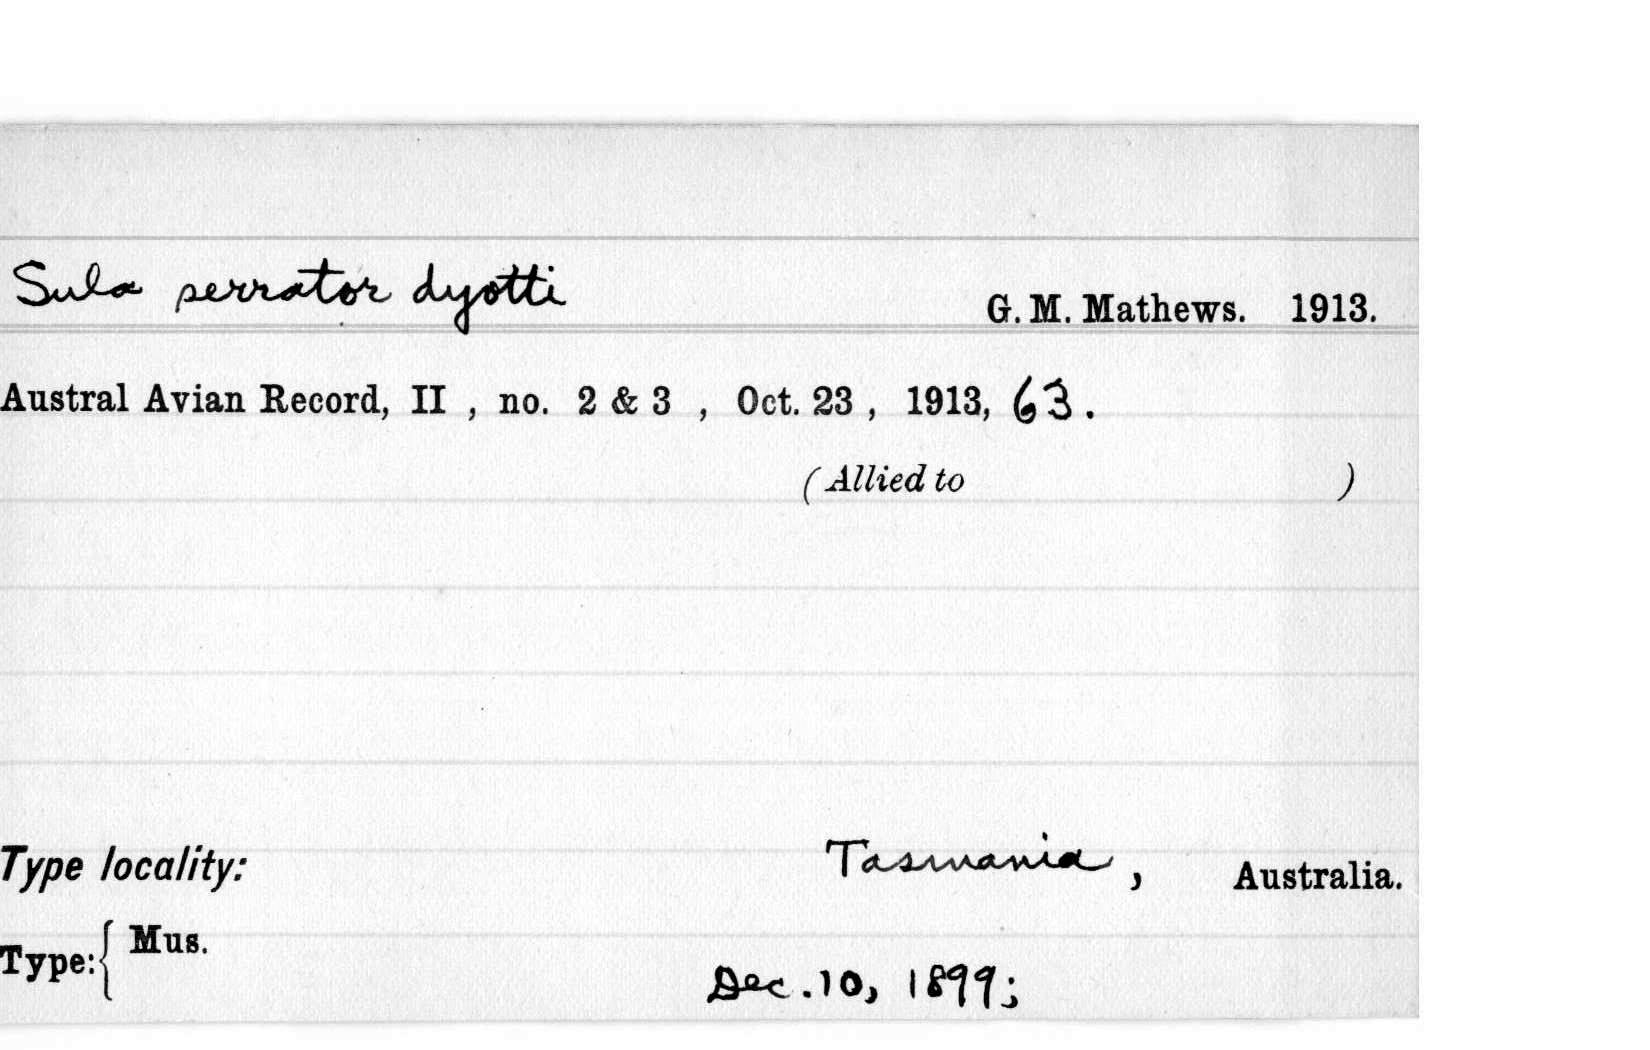 Sula serrator dyotti G. M. Mathews. 1913.
Austral Avian Record, II , no. 2 & 3 , Oct. 23 , 1913, 63.
(Allied to )
Type locality: Tasmania , Australia.
Type: { Mus.
Dec. 10, 1899;